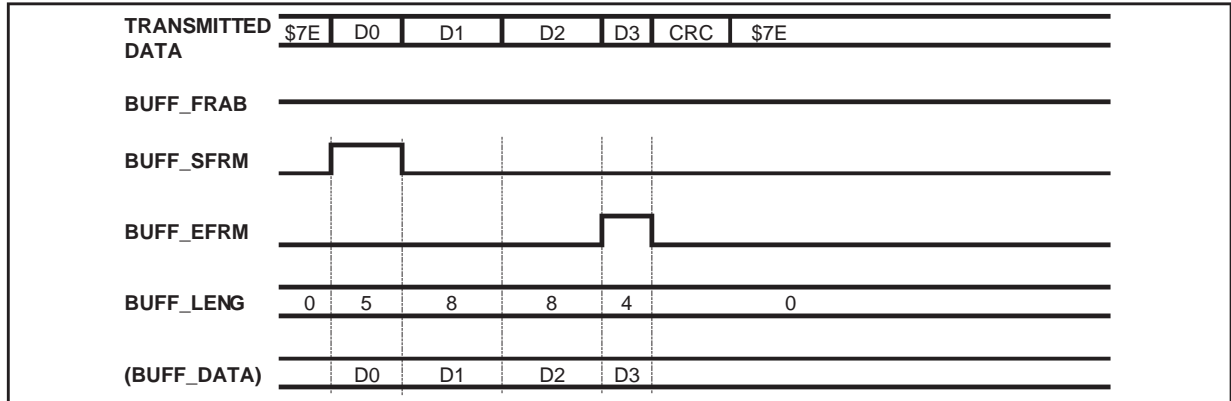 TRANSMITTED DATA $7E D0 D1 D2 D3 CRC $7E
BUFF_FRAB
BUFF_SFRM
BUFF_EFRM
BUFF_LENG 0 5 8 8 4 0
(BUFF_DATA) D0 D1 D2 D3